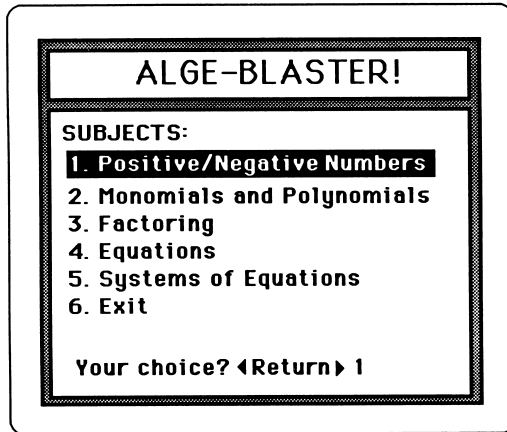 ALGE-BLASTER!
SUBJECTS:
1. Positive/Negative Numbers
2. Monomials and Polynomials
3. Factoring
4. Equations
5. Systems of Equations
6. Exit
Your choice? ◀Return▶ 1